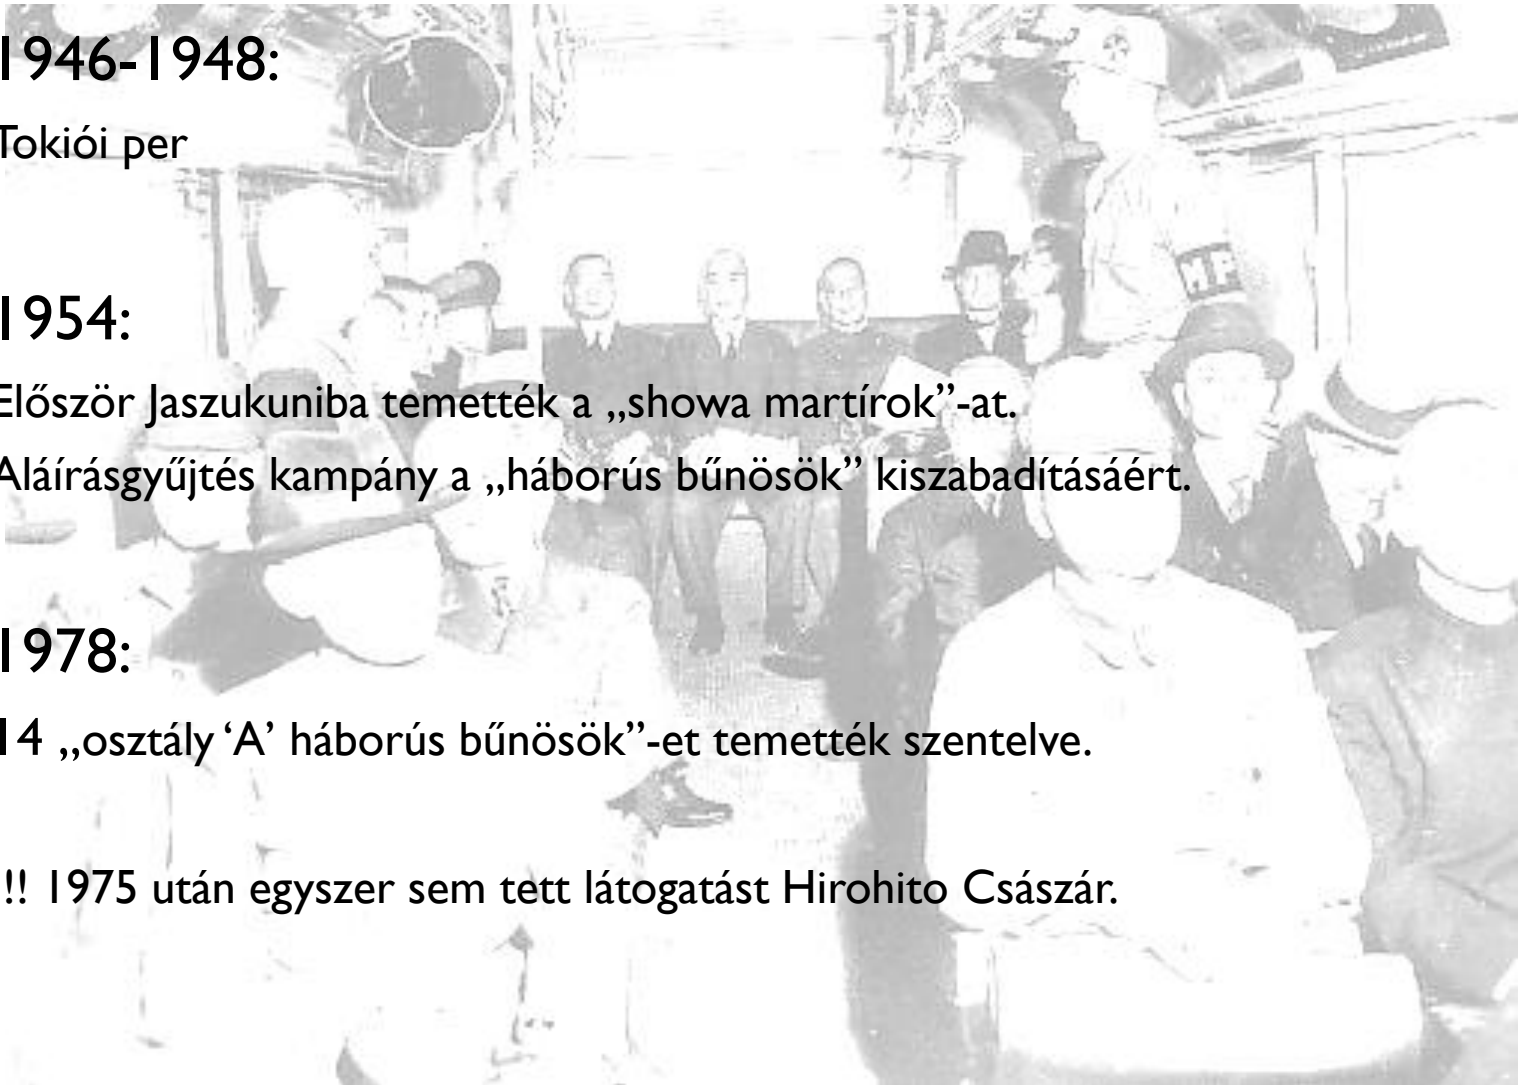 1946-1948:
Tokiói per
1954:
Először Jaszukuniba temették a „showa martírok”-at.
Aláírásgyűjtés kampány a „háborús bűnösök” kiszabadításáért.
1978:
14 „osztály ‘A’ háborús bűnösök”-et temették szentelve.
!!! 1975 után egyszer sem tett látogatást Hirohito Császár.
MP